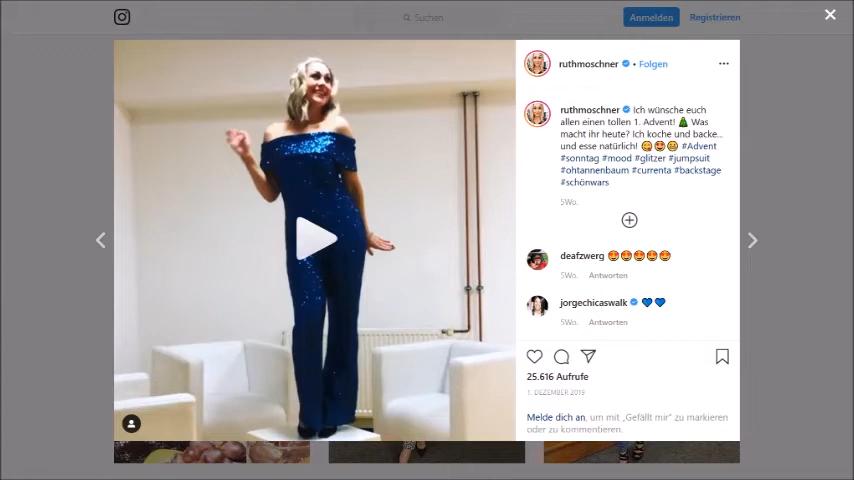 Suchen
Anmelden
Registrieren
ruthmoschner • Folgen
ruthmoschner Ich wünsche euch
allen einen tollen 1. Advent! 🎄 Was
macht ihr heute? Ich koche und backe...
und esse natürlich! 😋😍😄 #Advent
#sonntag #mood #glitzer #jumpsuit
#ohtannenbaum #currenta #backstage
#schönwars
5Wo.
deafzwerg 😍😍😍😍😍
5Wo. Antworten
jorgechicaswalk 💙💙
5Wo. Antworten
25.616 Aufrufe
1. DEZEMBER 2019
Melde dich an, um mit „Gefällt mir“ zu markieren
oder zu kommentieren.